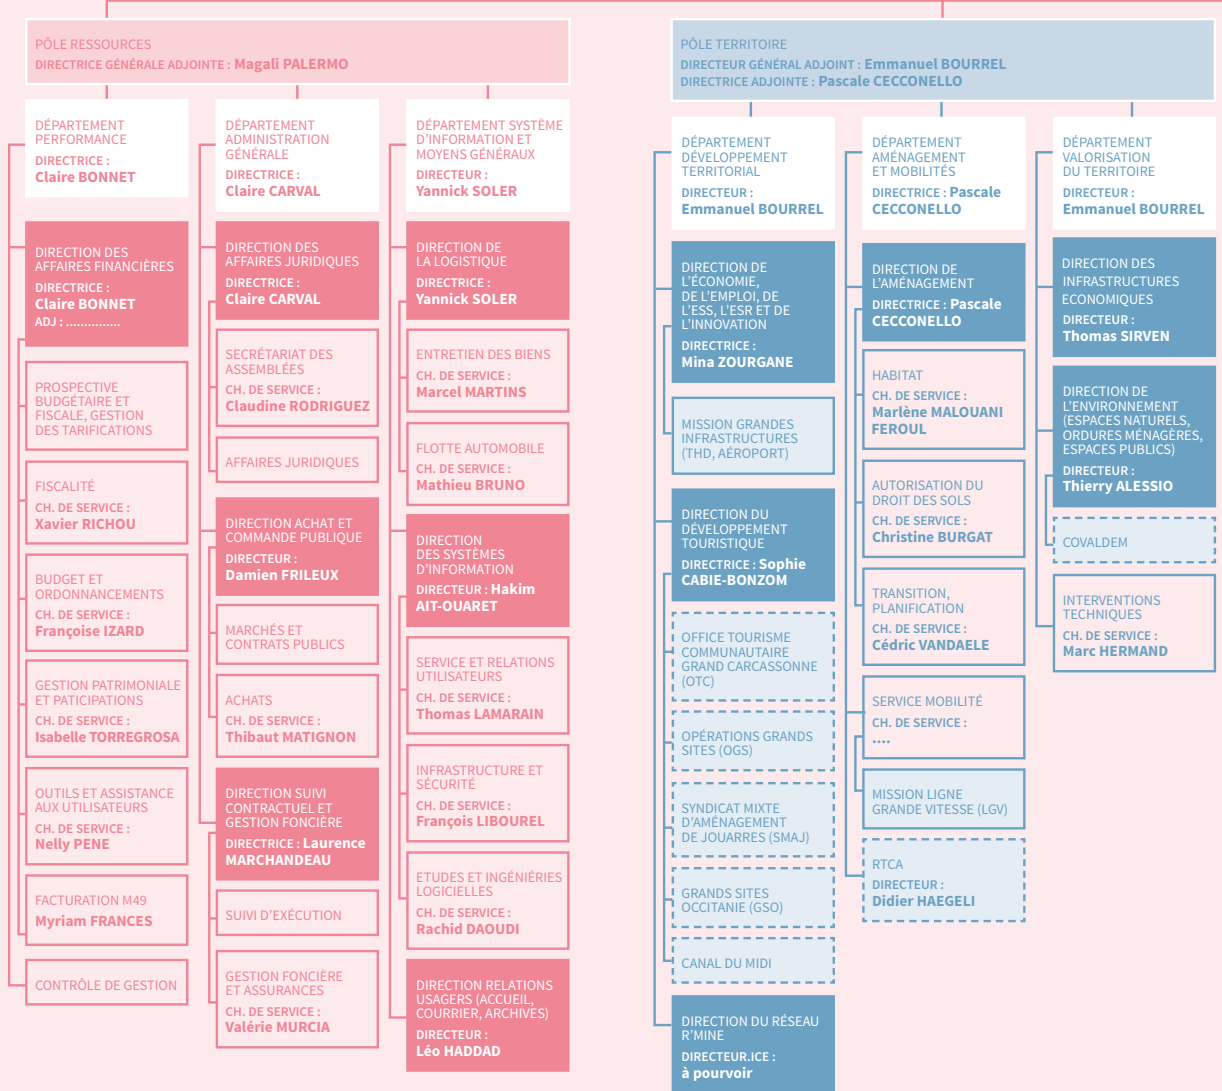 PÔLE RESSOURCES
DIRECTRICE GÉNÉRALE ADJOINTE : Magali PALERMO
DÉPARTEMENT
PERFORMANCE
DIRECTRICE :
Claire BONNET
DIRECTION DES
AFFAIRES FINANCIÈRES
DIRECTRICE :
Claire BONNET
ADJ : ...............
PROSPECTIVE
BUDGÉTAIRE ET
FISCALE, GESTION
DES TARIFICATIONS
FISCALITÉ
CH. DE SERVICE :
Xavier RICHOU
BUDGET ET
ORDONNANCEMENTS
CH. DE SERVICE :
Françoise IZARD
GESTION PATRIMONIALE
ET PATICIPATIONS
CH. DE SERVICE :
Isabelle TORREGROSA
OUTILS ET ASSISTANCE
AUX UTILISATEURS
CH. DE SERVICE :
Nelly PENE
FACTURATION M49
Myriam FRANCES
CONTRÔLE DE GESTION
DÉPARTEMENT
ADMINISTRATION
GÉNÉRALE
DIRECTRICE :
Claire CARVAL
DIRECTION DES
AFFAIRES JURIDIQUES
DIRECTRICE :
Claire CARVAL
SECRÉTARIAT DES
ASSEMBLÉES
CH. DE SERVICE :
Claudine RODRIGUEZ
AFFAIRES JURIDIQUES
DIRECTION ACHAT ET
COMMANDE PUBLIQUE
DIRECTEUR :
Damien FRILEUX
MARCHÉS ET
CONTRATS PUBLICS
ACHATS
CH. DE SERVICE :
Thibaut MATIGNON
DIRECTION SUIVI
CONTRACTUEL ET
GESTION FONCIÈRE
DIRECTRICE : Laurence
MARCHANDEAU
SUIVI D'EXÉCUTION
GESTION FONCIÈRE
ET ASSURANCES
CH. DE SERVICE :
Valérie MURCIA
DÉPARTEMENT SYSTÈME
D'INFORMATION ET
MOYENS GÉNÉRAUX
DIRECTEUR :
Yannick SOLER
DIRECTION DE
LA LOGISTIQUE
DIRECTRICE :
Yannick SOLER
ENTRETIEN DES BIENS
CH. DE SERVICE :
Marcel MARTINS
FLOTTE AUTOMOBILE
CH. DE SERVICE :
Mathieu BRUNO
DIRECTION
DES SYSTÈMES
D'INFORMATION
DIRECTEUR : Hakim
AIT-OUARET
SERVICE ET RELATIONS
UTILISATEURS
CH. DE SERVICE :
Thomas LAMARAIN
INFRASTRUCTURE ET
SÉCURITÉ
CH. DE SERVICE :
François LIBOUREL
ETUDES ET INGÉNIÉRIES
LOGICIELLES
CH. DE SERVICE :
Rachid DAOUDI
DIRECTION RELATIONS
USAGERS (ACCUEIL,
COURRIER, ARCHIVES)
DIRECTEUR :
Léo HADDAD
PÔLE TERRITOIRE
DIRECTEUR GÉNÉRAL ADJOINT : Emmanuel BOURREL
DIRECTRICE ADJOINTE : Pascale CECCONELLO
DÉPARTEMENT
DÉVELOPPEMENT
TERRITORIAL
DIRECTEUR :
Emmanuel BOURREL
DIRECTION DE
L'ÉCONOMIE,
DE L'EMPLOI, DE
L'ESS, L'ESR ET DE
L'INNOVATION
DIRECTRICE :
Mina ZOURGANE
MISSION GRANDES
INFRASTRUCTURES
(THD, AÉROPORT)
DIRECTION DU
DÉVELOPPEMENT
TOURISTIQUE
DIRECTRICE : Sophie
CABIE-BONZOM
OFFICE TOURISME
COMMUNAUTAIRE
GRAND CARCASSONNE
(OTC)
OPÉRATIONS GRANDS
SITES (OGS)
SYNDICAT MIXTE
D'AMÉNAGEMENT
DE JOUARRES (SMAJ)
GRANDS SITES
OCCITANIE (GSO)
CANAL DU MIDI
DIRECTION DU RÉSEAU
R'MINE
DIRECTEUR.ICE :
à pourvoir
DÉPARTEMENT
AMÉNAGEMENT
ET MOBILITÉS
DIRECTRICE : Pascale
CECCONELLO
DIRECTION DE
L'AMÉNAGEMENT
DIRECTRICE : Pascale
CECCONELLO
HABITAT
CH. DE SERVICE :
Marlène MALOUANI
FEROUL
AUTORISATION DU
DROIT DES SOLS
CH. DE SERVICE :
Christine BURGAT
TRANSITION,
PLANIFICATION
CH. DE SERVICE :
Cédric VANDAELE
SERVICE MOBILITÉ
CH. DE SERVICE :
....
MISSION LIGNE
GRANDE VITESSE (LGV)
RTCA
DIRECTEUR :
Didier HAEGELI
DÉPARTEMENT
VALORISATION
DU TERRITOIRE
DIRECTEUR :
Emmanuel BOURREL
DIRECTION DES
INFRASTRUCTURES
ECONOMIQUES
DIRECTEUR :
Thomas SIRVEN
DIRECTION DE
L'ENVIRONNEMENT
(ESPACES NATURELS,
ORDURES MÉNAGÈRES,
ESPACES PUBLICS)
DIRECTEUR :
Thierry ALESSIO
COVALDEM
INTERVENTIONS
TECHNIQUES
CH. DE SERVICE :
Marc HERMAND